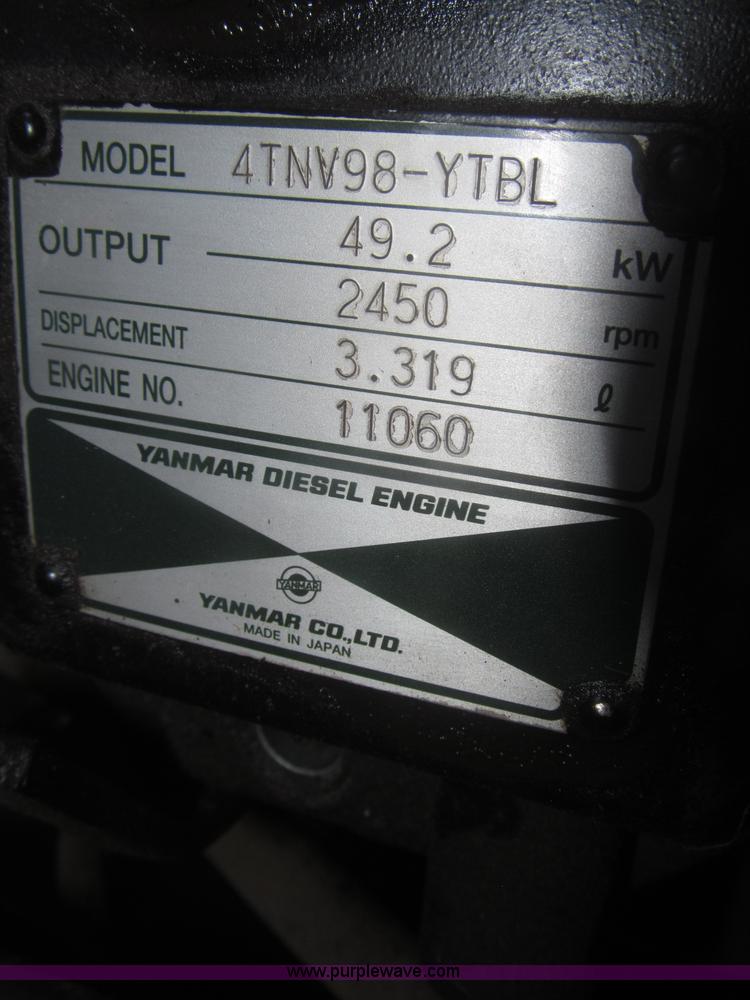 MODEL 4TNV98-YTBL
OUTPUT 49.2 kW
2450 rpm
DISPLACEMENT 3.319 ℓ
ENGINE NO. 11060
YANMAR DIESEL ENGINE
YANMAR
YANMAR CO.,LTD.
MADE IN JAPAN
www.purplewave.com